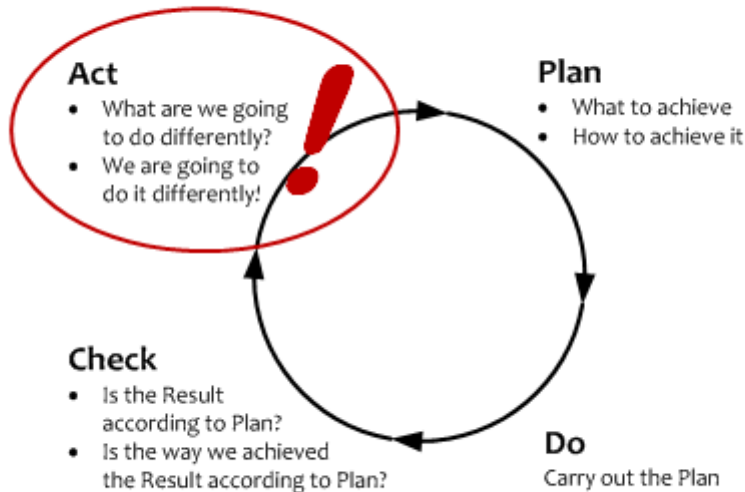 Act
• What are we going
to do differently?
• We are going to
do it differently!
Plan
• What to achieve
• How to achieve it
Check
• Is the Result
according to Plan?
• Is the way we achieved
the Result according to Plan?
Do
Carry out the Plan